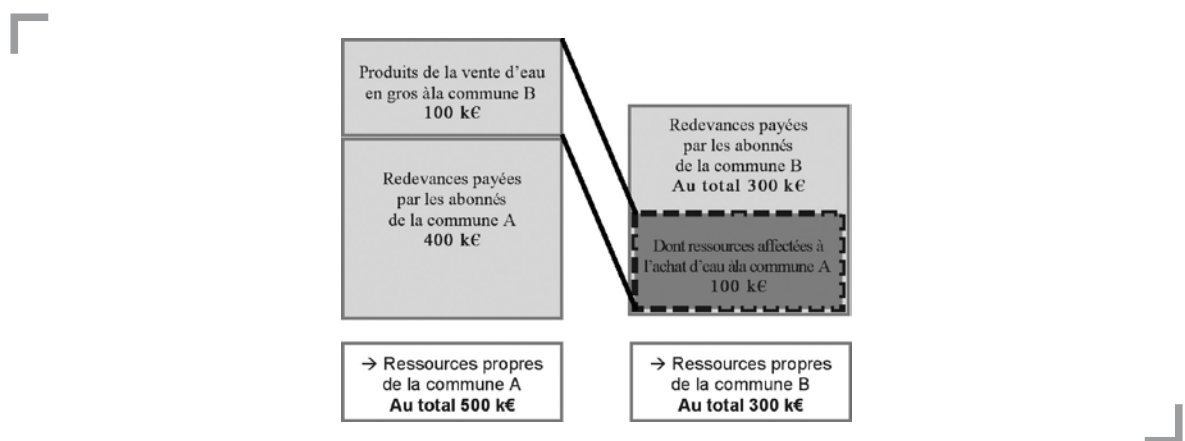 Produits de la vente d'eau
en gros àla commune B
100 k€
Redevances payées
par les abonnés
de la commune A
400 k€
Redevances payées
par les abonnés
de la commune B
Au total 300 k€
Dont ressources affectées à
l'achat d'eau àla commune A
100 k€
→ Ressources propres
de la commune A
Au total 500 k€
→ Ressources propres
de la commune B
Au total 300 k€